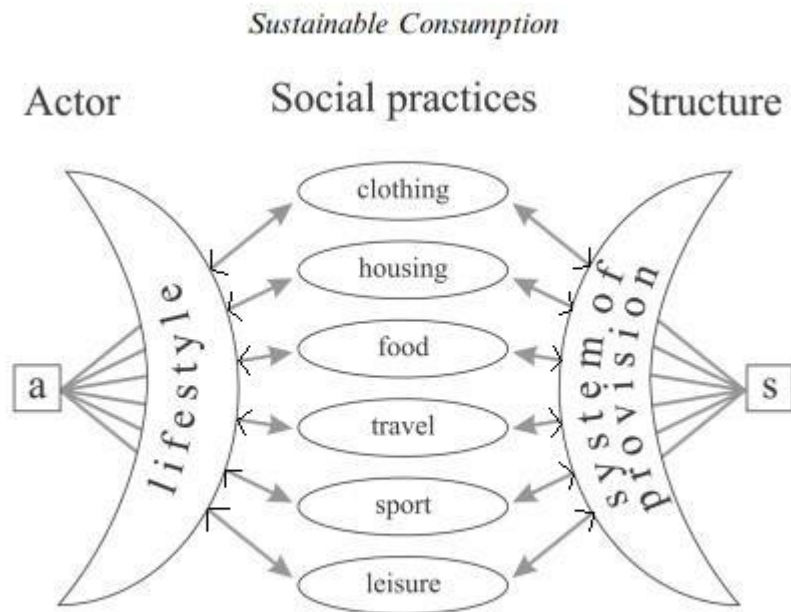 Sustainable Consumption
Actor
Social practices
Structure
clothing
housing
food
travel
sport
leisure
a
lifestyle
system of
provision
s